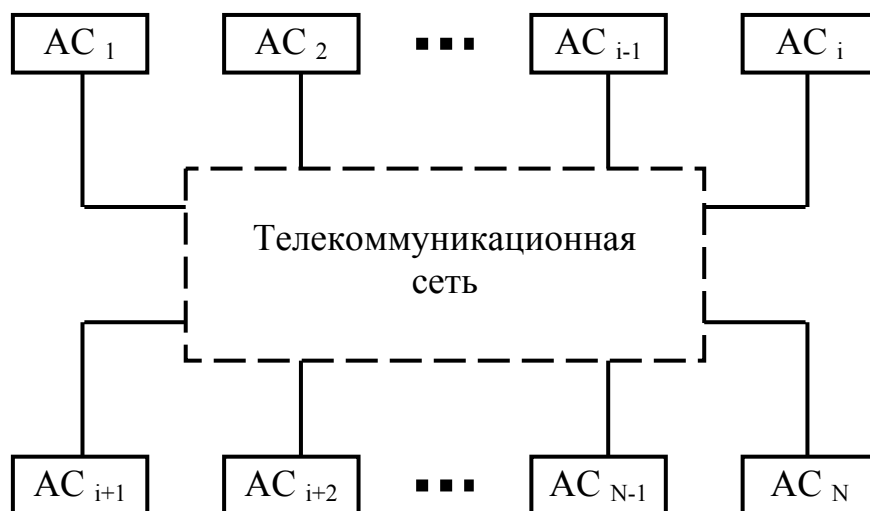 АС 1 АС 2 ... АС i-1 АС i
Телекоммуникационная
сеть
АС i+1 АС i+2 ... АС N-1 АС N